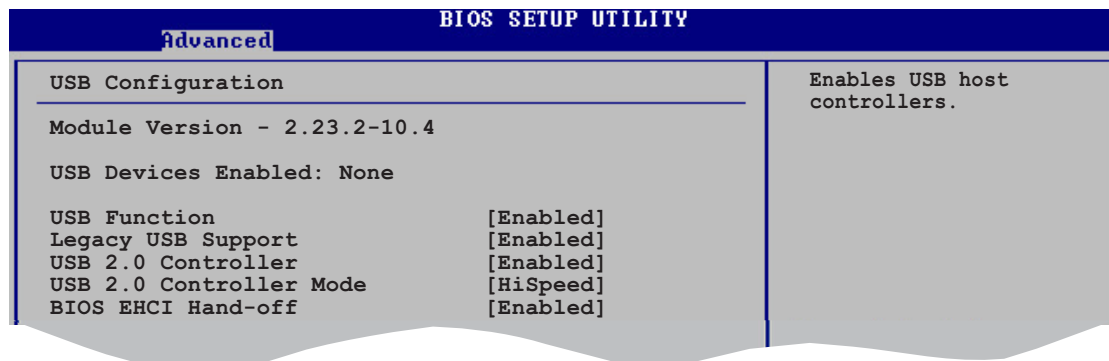 BIOS SETUP UTILITY
Advanced
USB Configuration
Module Version - 2.23.2-10.4
USB Devices Enabled: None
USB Function [Enabled]
Legacy USB Support [Enabled]
USB 2.0 Controller [Enabled]
USB 2.0 Controller Mode [HiSpeed]
BIOS EHCI Hand-off [Enabled]
Enables USB host
controllers.